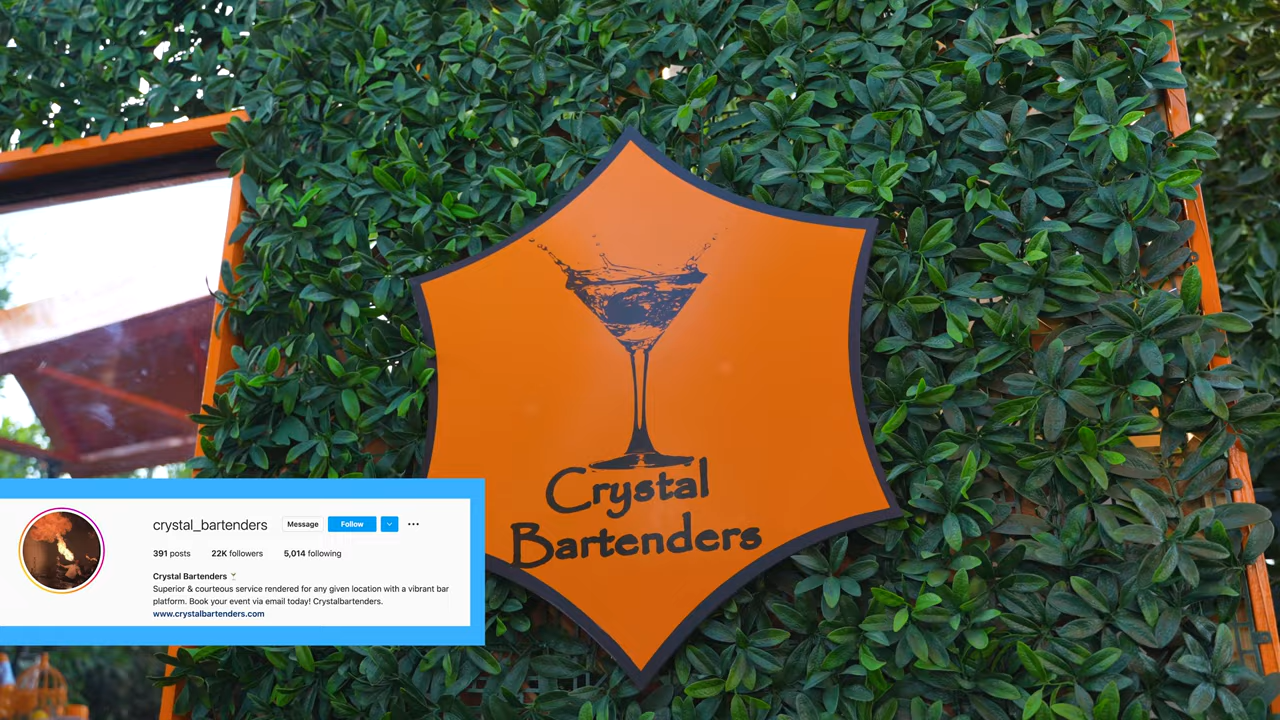 Crystal
Bartenders
crystal_bartenders Message Follow
391 posts 22K followers 5,014 following
Crystal Bartenders 🍸
Superior & courteous service rendered for any given location with a vibrant bar
platform. Book your event via email today! Crystalbartenders.
www.crystalbartenders.com